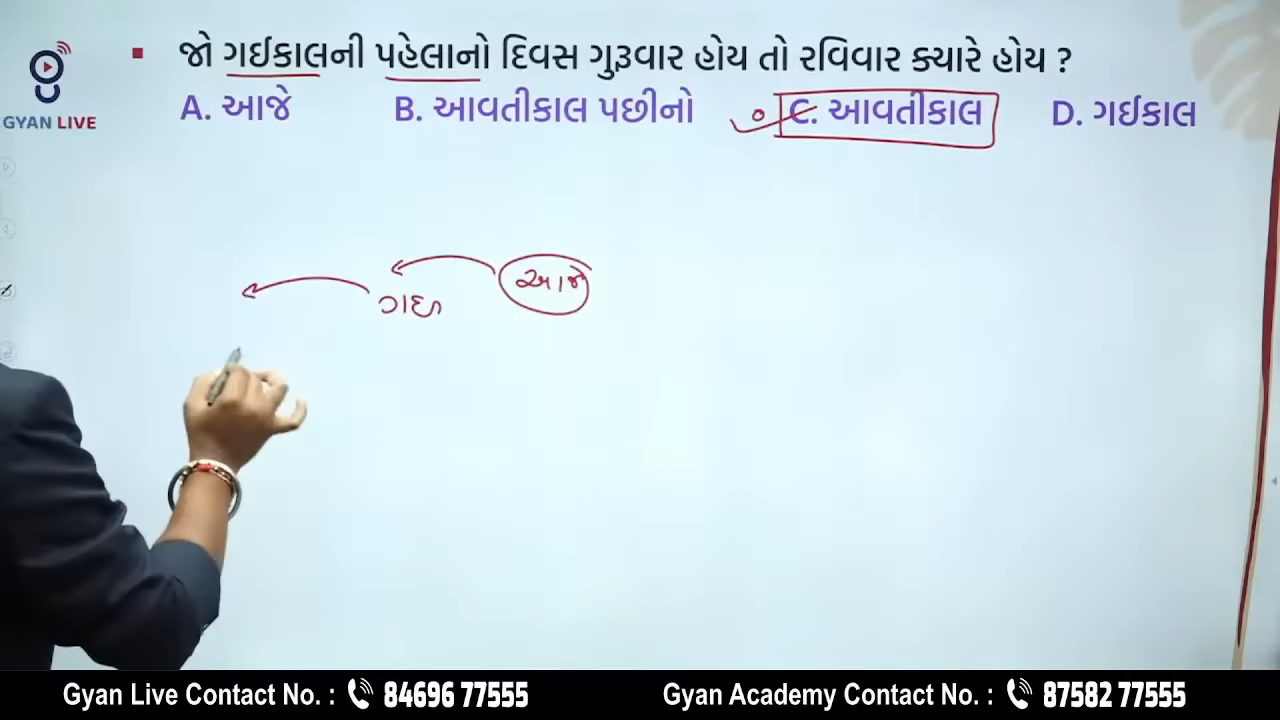 જો ગઈકાલની પહેલાનો દિવસ ગુરૂવાર હોય તો રવિવાર ક્યારે હોય ?
A. આજે B. આવતીકાલ પછીનો C. આવતીકાલ D. ગઈકાલ
GYAN LIVE
આજે
ગઈ
Gyan Live Contact No. : 84696 77555 Gyan Academy Contact No. : 87582 77555